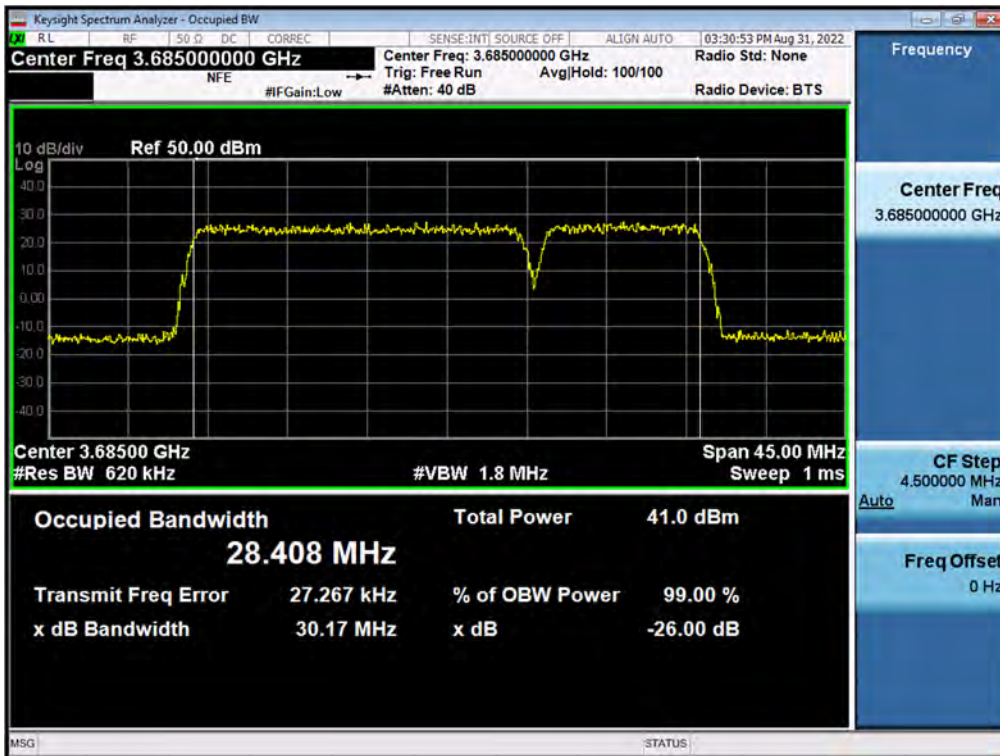 Keysight Spectrum Analyzer - Occupied BW
LXI RL RF 50 Ω DC CORREC SENSE:INT SOURCE OFF ALIGN AUTO 03:30:53 PM Aug 31, 2022
Center Freq 3.685000000 GHz
NFE
#IFGain:Low
Center Freq: 3.685000000 GHz
Trig: Free Run Avg|Hold: 100/100
#Atten: 40 dB
Radio Std: None
Radio Device: BTS
Frequency
10 dB/div Ref 50.00 dBm
Log
40.0
30.0
20.0
10.0
0.00
-10.0
-20.0
-30.0
-40.0
Center 3.68500 GHz Span 45.00 MHz
#Res BW 620 kHz #VBW 1.8 MHz Sweep 1 ms
Center Freq
3.685000000 GHz
CF Step
4.500000 MHz
Auto Man
Freq Offset
0 Hz
Occupied Bandwidth Total Power 41.0 dBm
28.408 MHz
Transmit Freq Error 27.267 kHz % of OBW Power 99.00 %
x dB Bandwidth 30.17 MHz x dB -26.00 dB
MSG STATUS